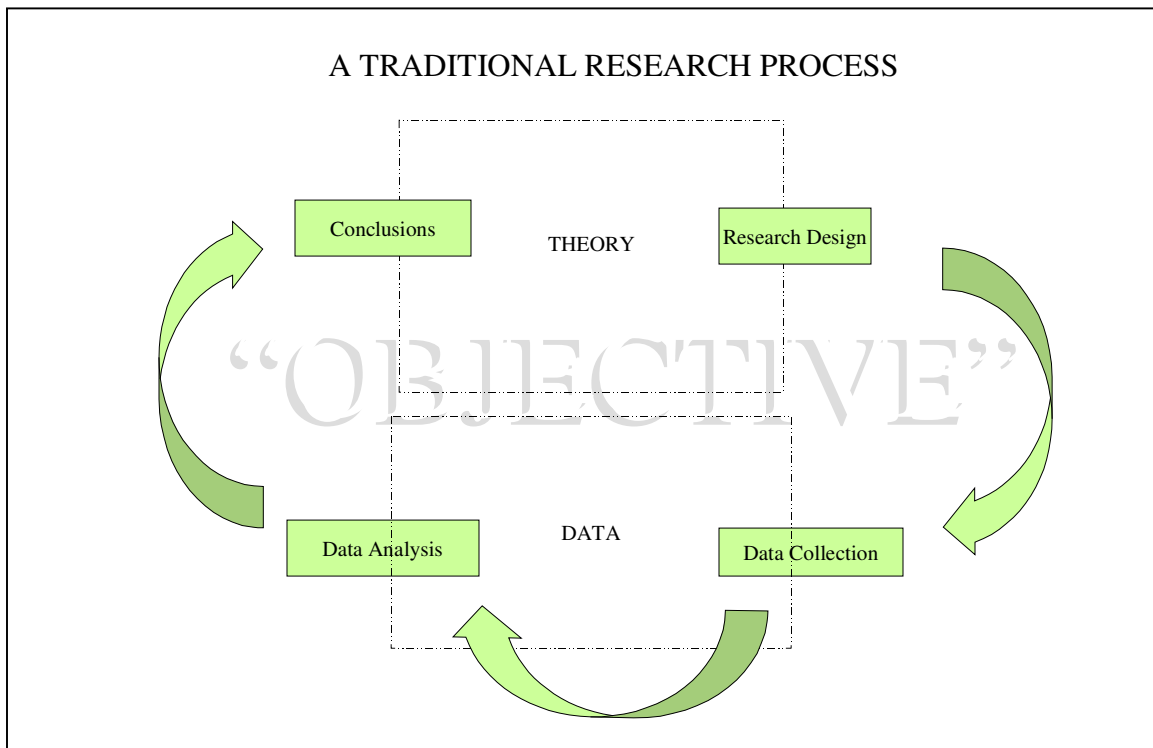 A TRADITIONAL RESEARCH PROCESS
Conclusions
THEORY
Research Design
“OBJECTIVE”
Data Analysis
DATA
Data Collection